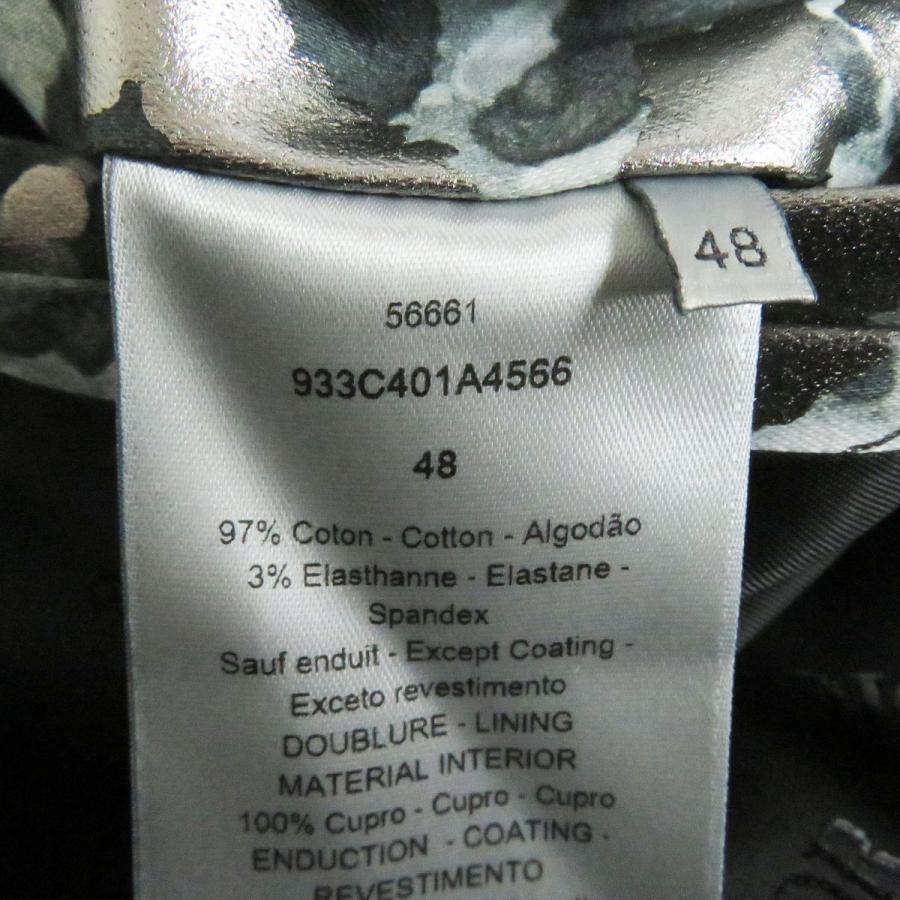 48
56661
933C401A4566
48
97% Coton - Cotton - Algodão
3% Elasthanne - Elastane -
Spandex
Sauf enduit - Except Coating -
Exceto revestimento
DOUBLURE - LINING
MATERIAL INTERIOR
100% Cupro - Cupro - Cupro
ENDUCTION - COATING -
REVESTIMENTO